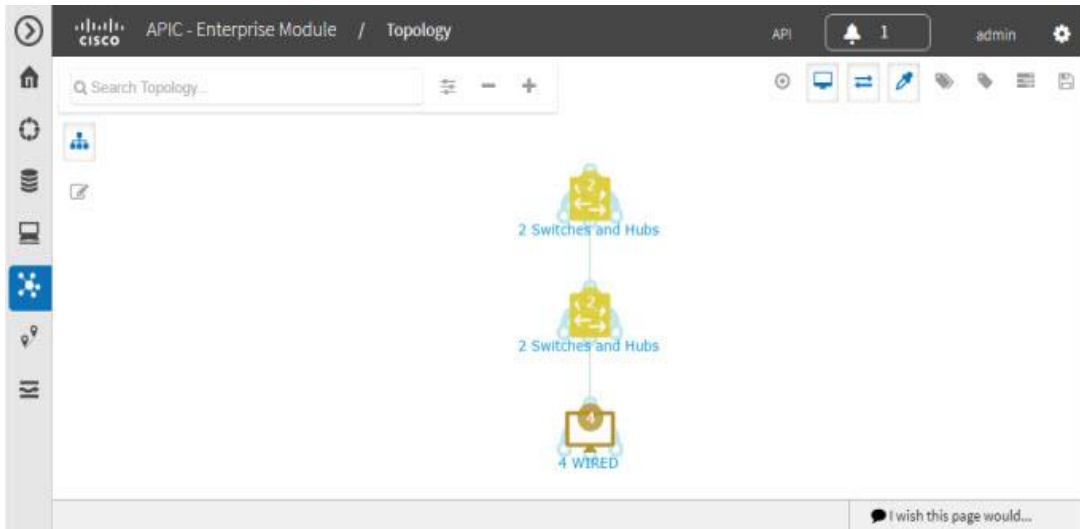 CISCO APIC - Enterprise Module / Topology API 1 admin
Search Topology...
2
2 Switches and Hubs
2
2 Switches and Hubs
4
4 WIRED
I wish this page would...